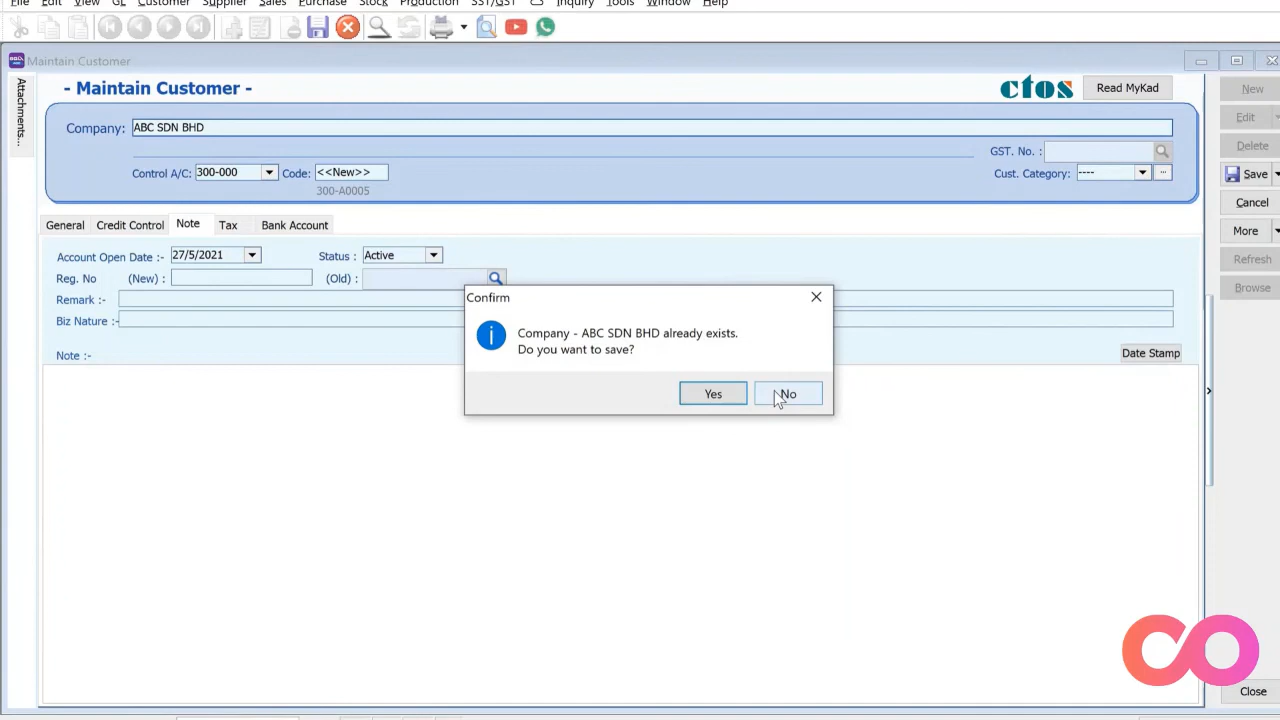 File Edit View GL Customer Supplier Sales Purchase Stock Production SST/GST Inquiry Tools Window Help
Maintain Customer
Attachments...
- Maintain Customer -
ctos
Read MyKad
Company: ABC SDN BHD
GST. No. :
Control A/C: 300-000 Code: <<New>>
Cust. Category: ---- ...
300-A0005
General Credit Control Note Tax Bank Account
Account Open Date :- 27/5/2021 Status : Active
Reg. No (New) : (Old) :
Remark :-
Biz Nature :-
Note :-
Date Stamp
Confirm
Company - ABC SDN BHD already exists.
Do you want to save?
Yes No
New
Edit
Delete
Save
Cancel
More
Refresh
Browse
Close